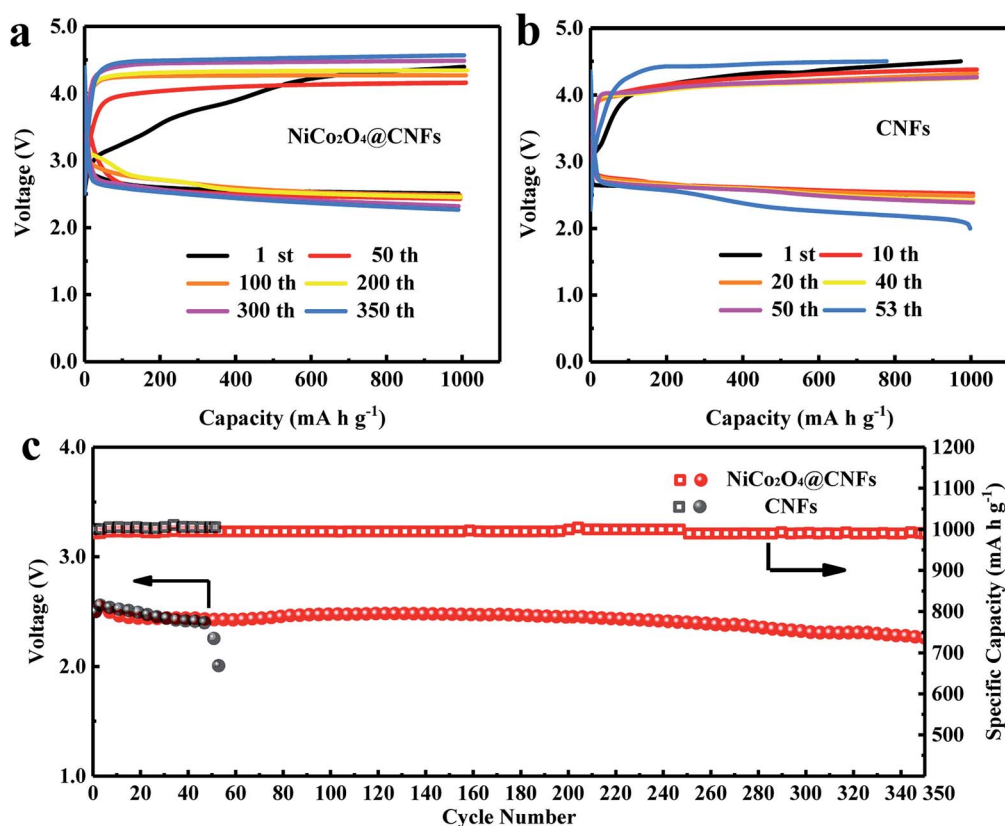 a
5.0
4.0
3.0
2.0
1.0
0.0
Voltage (V)
NiCo₂O₄@CNFs
1 st 50 th
100 th 200 th
300 th 350 th
0 200 400 600 800 1000
Capacity (mA h g⁻¹)
b
5.0
4.0
3.0
2.0
1.0
0.0
Voltage (V)
CNFs
1 st 10 th
20 th 40 th
50 th 53 th
0 200 400 600 800 1000
Capacity (mA h g⁻¹)
c
4.0
3.0
2.0
1.0
Voltage (V)
NiCo₂O₄@CNFs
CNFs
1200
1100
1000
900
800
700
600
500
Specific Capacity (mA h g⁻¹)
0 20 40 60 80 100 120 140 160 180 200 220 240 260 280 300 320 350
Cycle Number